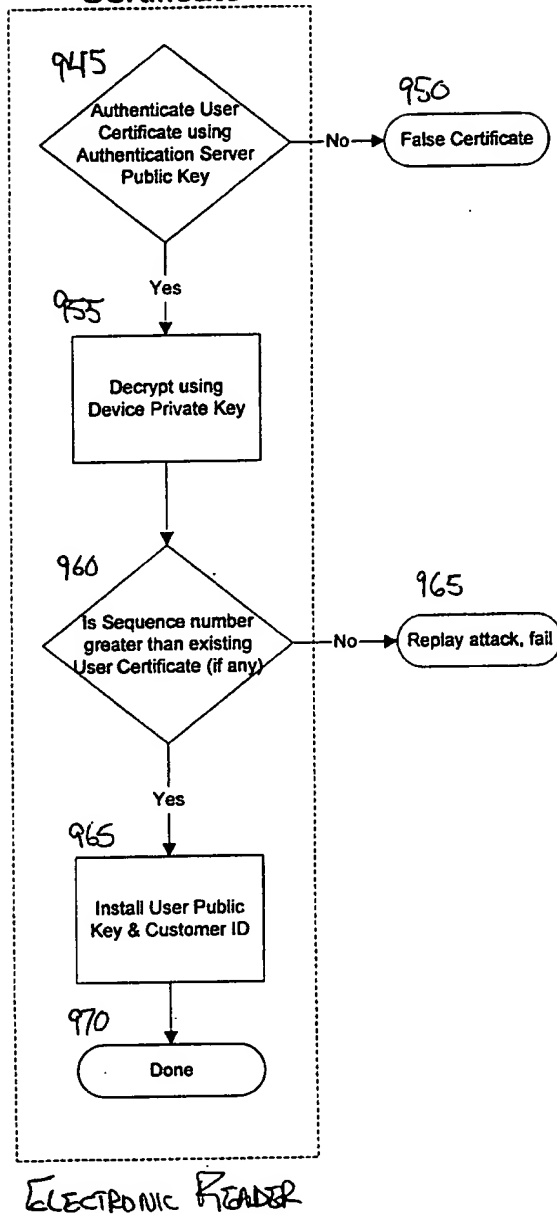 945
Authenticate User
Certificate using
Authentication Server
Public Key
No
950
False Certificate
Yes
955
Decrypt using
Device Private Key
960
Is Sequence number
greater than existing
User Certificate (if any)
No
965
Replay attack, fail
Yes
965
Install User Public
Key & Customer ID
970
Done
ELECTRONIC READER